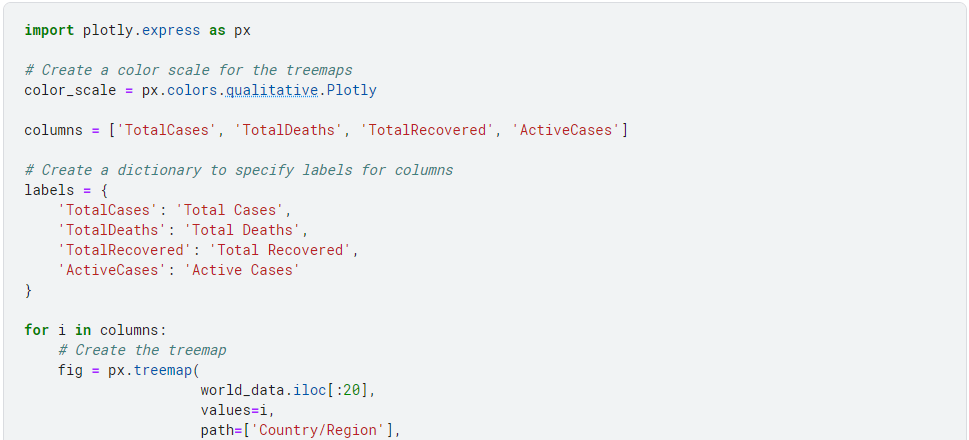 import plotly.express as px
# Create a color scale for the treemaps
color_scale = px.colors.qualitative.Plotly
columns = ['TotalCases', 'TotalDeaths', 'TotalRecovered', 'ActiveCases']
# Create a dictionary to specify labels for columns
labels = {
    'TotalCases': 'Total Cases',
    'TotalDeaths': 'Total Deaths',
    'TotalRecovered': 'Total Recovered',
    'ActiveCases': 'Active Cases'
}
for i in columns:
    # Create the treemap
    fig = px.treemap(
                     world_data.iloc[:20],
                     values=i,
                     path=['Country/Region'],